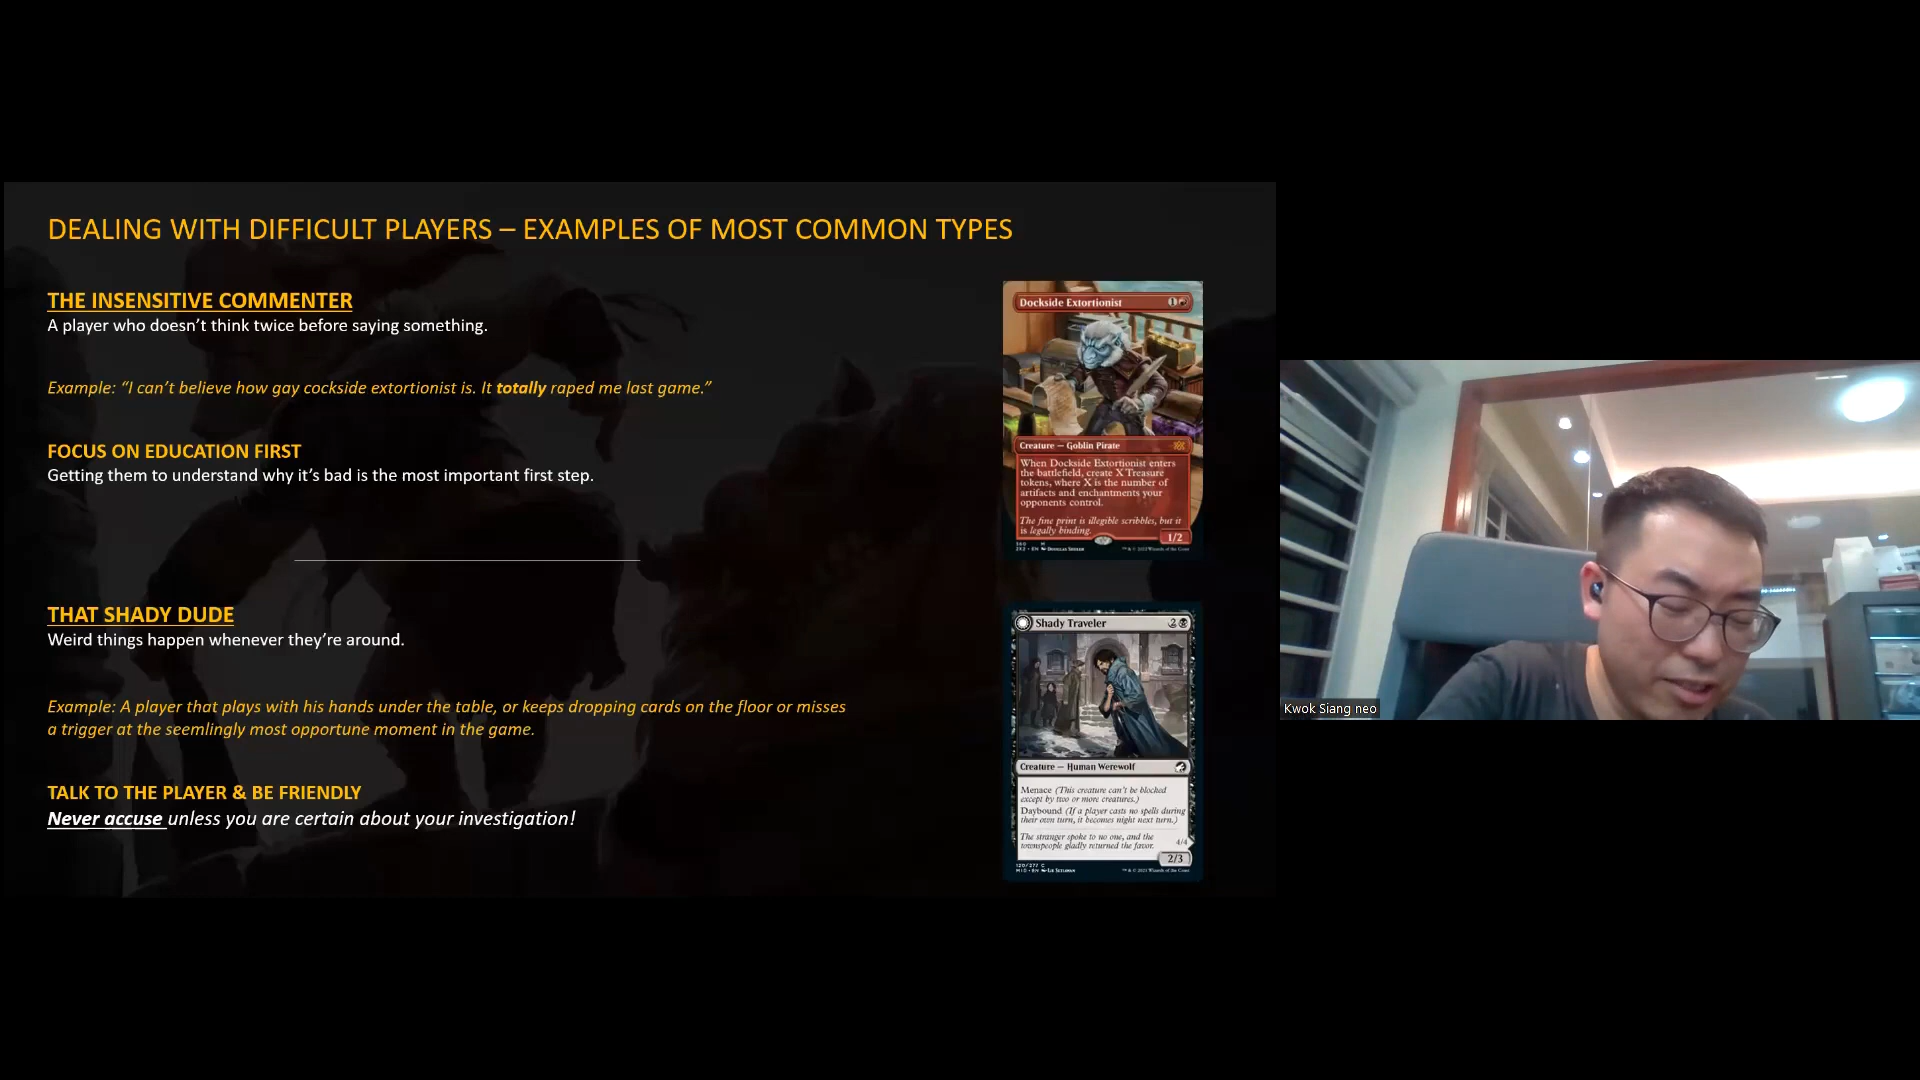 DEALING WITH DIFFICULT PLAYERS – EXAMPLES OF MOST COMMON TYPES
THE INSENSITIVE COMMENTER
A player who doesn't think twice before saying something.
Example: “I can't believe how gay cockside extortionist is. It totally raped me last game.”
FOCUS ON EDUCATION FIRST
Getting them to understand why it's bad is the most important first step.
THAT SHADY DUDE
Weird things happen whenever they're around.
Example: A player that plays with his hands under the table, or keeps dropping cards on the floor or misses
a trigger at the seemlingly most opportune moment in the game.
TALK TO THE PLAYER & BE FRIENDLY
Never accuse unless you are certain about your investigation!
Dockside Extortionist 1
Creature — Goblin Pirate
When Dockside Extortionist enters
the battlefield, create X Treasure
tokens, where X is the number of
artifacts and enchantments your
opponents control.
The fine print is illegible scribbles, but it
is legally binding.
1/2
Shady Traveler 2
Creature — Human Werewolf
Menace (This creature can't be blocked
except by two or more creatures.)
Daybound (If a player casts no spells during
their own turn, it becomes night next turn.)
The stranger spoke to no one, and the
townspeople gladly returned the favor.
4/4
2/3
Kwok Siang neo